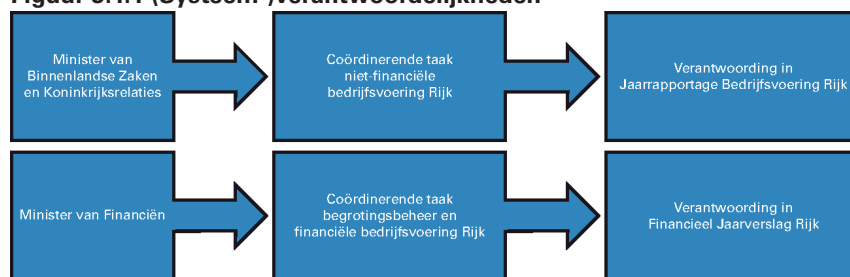 Minister van
Binnenlandse Zaken
en Koninkrijksrelaties
Coördinerende taak
niet-financiële
bedrijfsvoering Rijk
Verantwoording in
Jaarrapportage Bedrijfsvoering Rijk
Minister van Financiën
Coördinerende taak
begrotingsbeheer en
financiële bedrijfsvoering Rijk
Verantwoording in
Financieel Jaarverslag Rijk